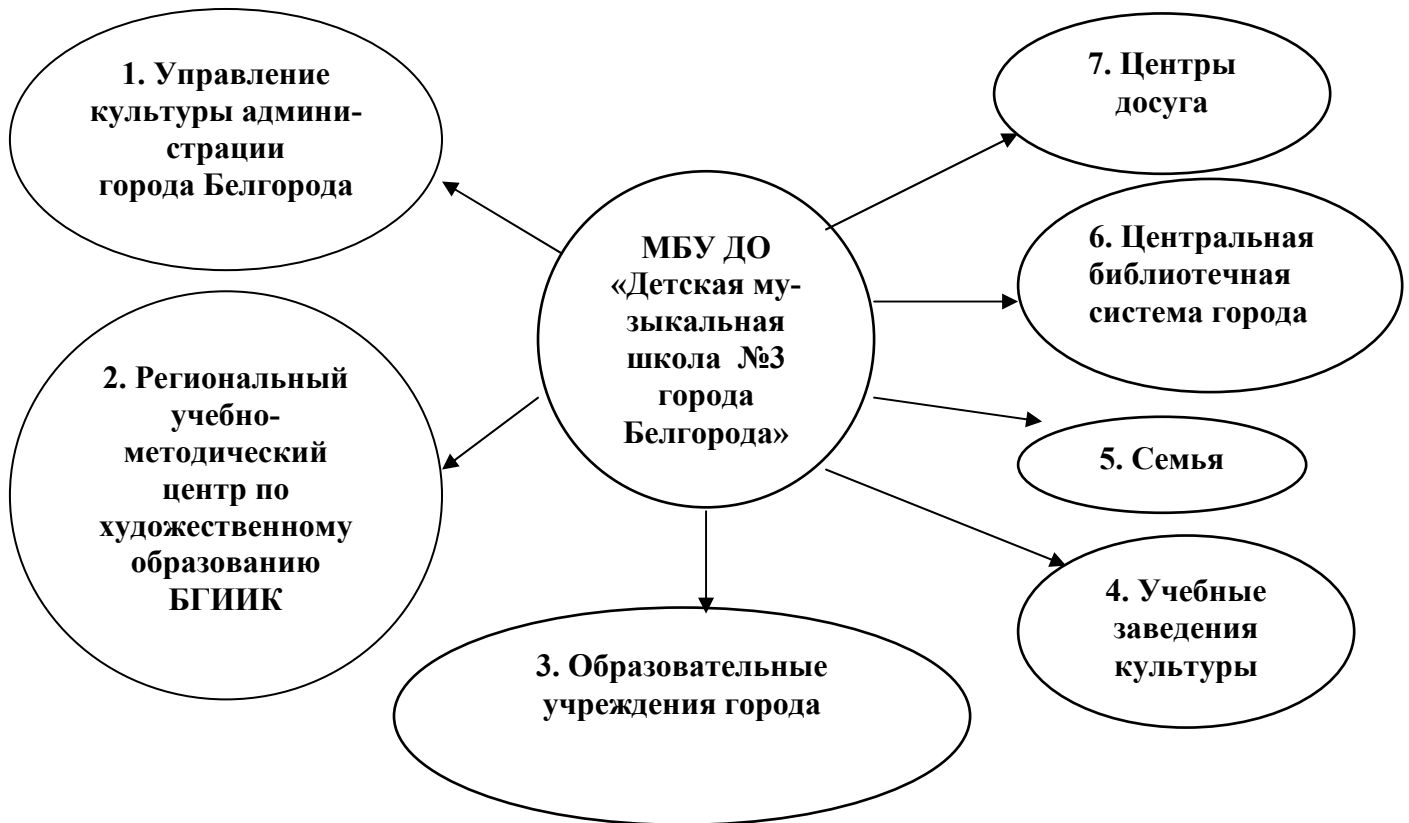 1. Управление
культуры админи-
страции
города Белгорода
7. Центры
досуга
МБУ ДО
«Детская му-
зыкальная
школа №3
города
Белгорода»
6. Центральная
библиотечная
система города
2. Региональный
учебно-
методический
центр по
художественному
образованию
БГИИК
5. Семья
4. Учебные
заведения
культуры
3. Образовательные
учреждения города